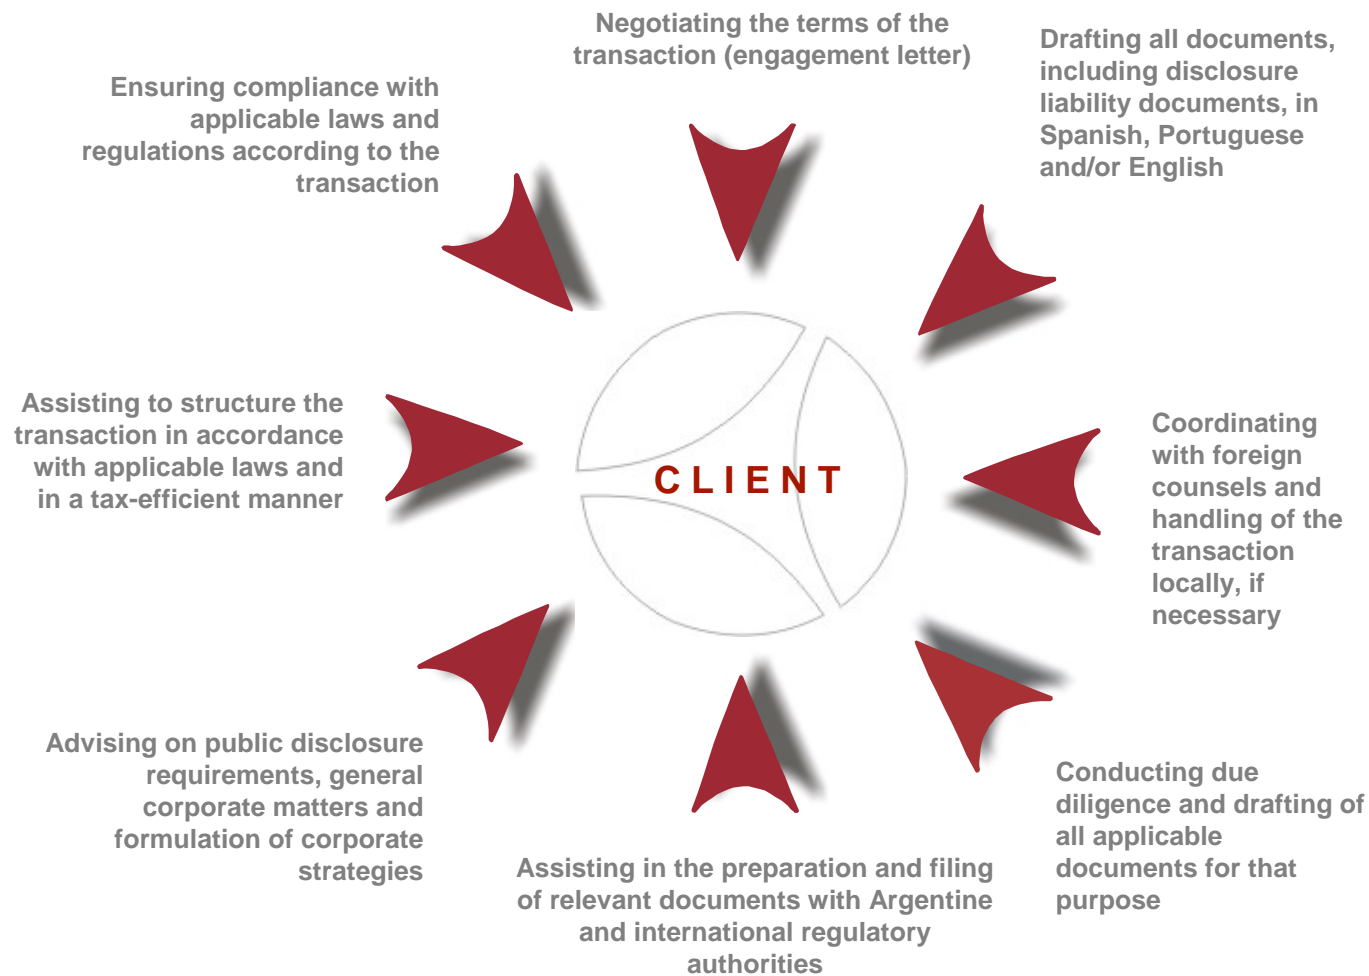 Negotiating the terms of the
transaction (engagement letter)
Drafting all documents,
including disclosure
liability documents, in
Spanish, Portuguese
and/or English
Ensuring compliance with
applicable laws and
regulations according to the
transaction
Assisting to structure the
transaction in accordance
with applicable laws and
in a tax-efficient manner
CLIENT
Coordinating
with foreign
counsels and
handling of the
transaction
locally, if
necessary
Advising on public disclosure
requirements, general
corporate matters and
formulation of corporate
strategies
Conducting due
diligence and drafting of
all applicable
documents for that
purpose
Assisting in the preparation and filing
of relevant documents with Argentine
and international regulatory
authorities